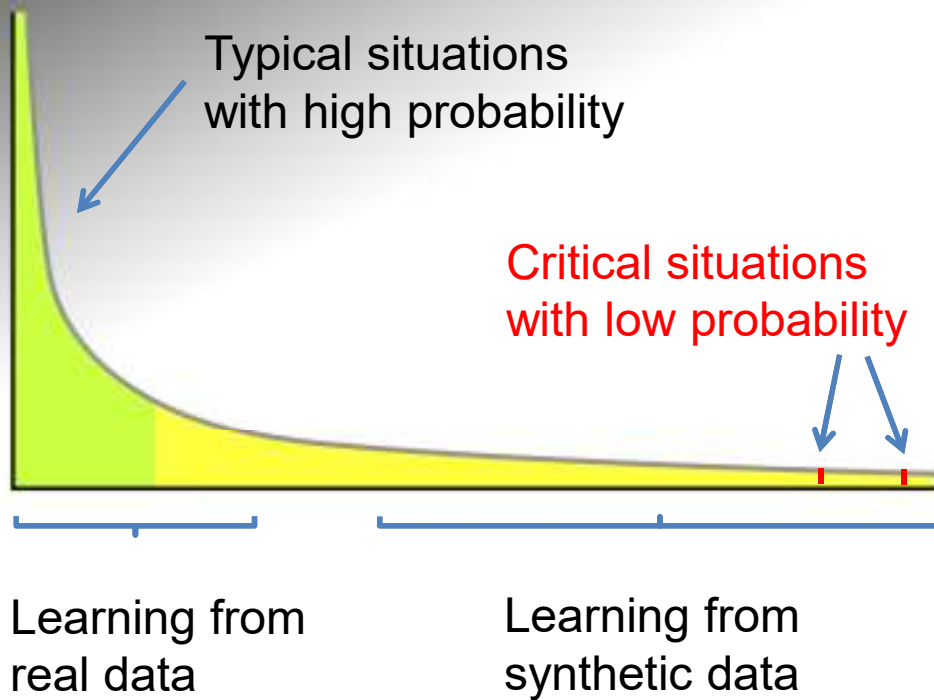 Typical situations
with high probability
Critical situations
with low probability
Learning from
real data
Learning from
synthetic data